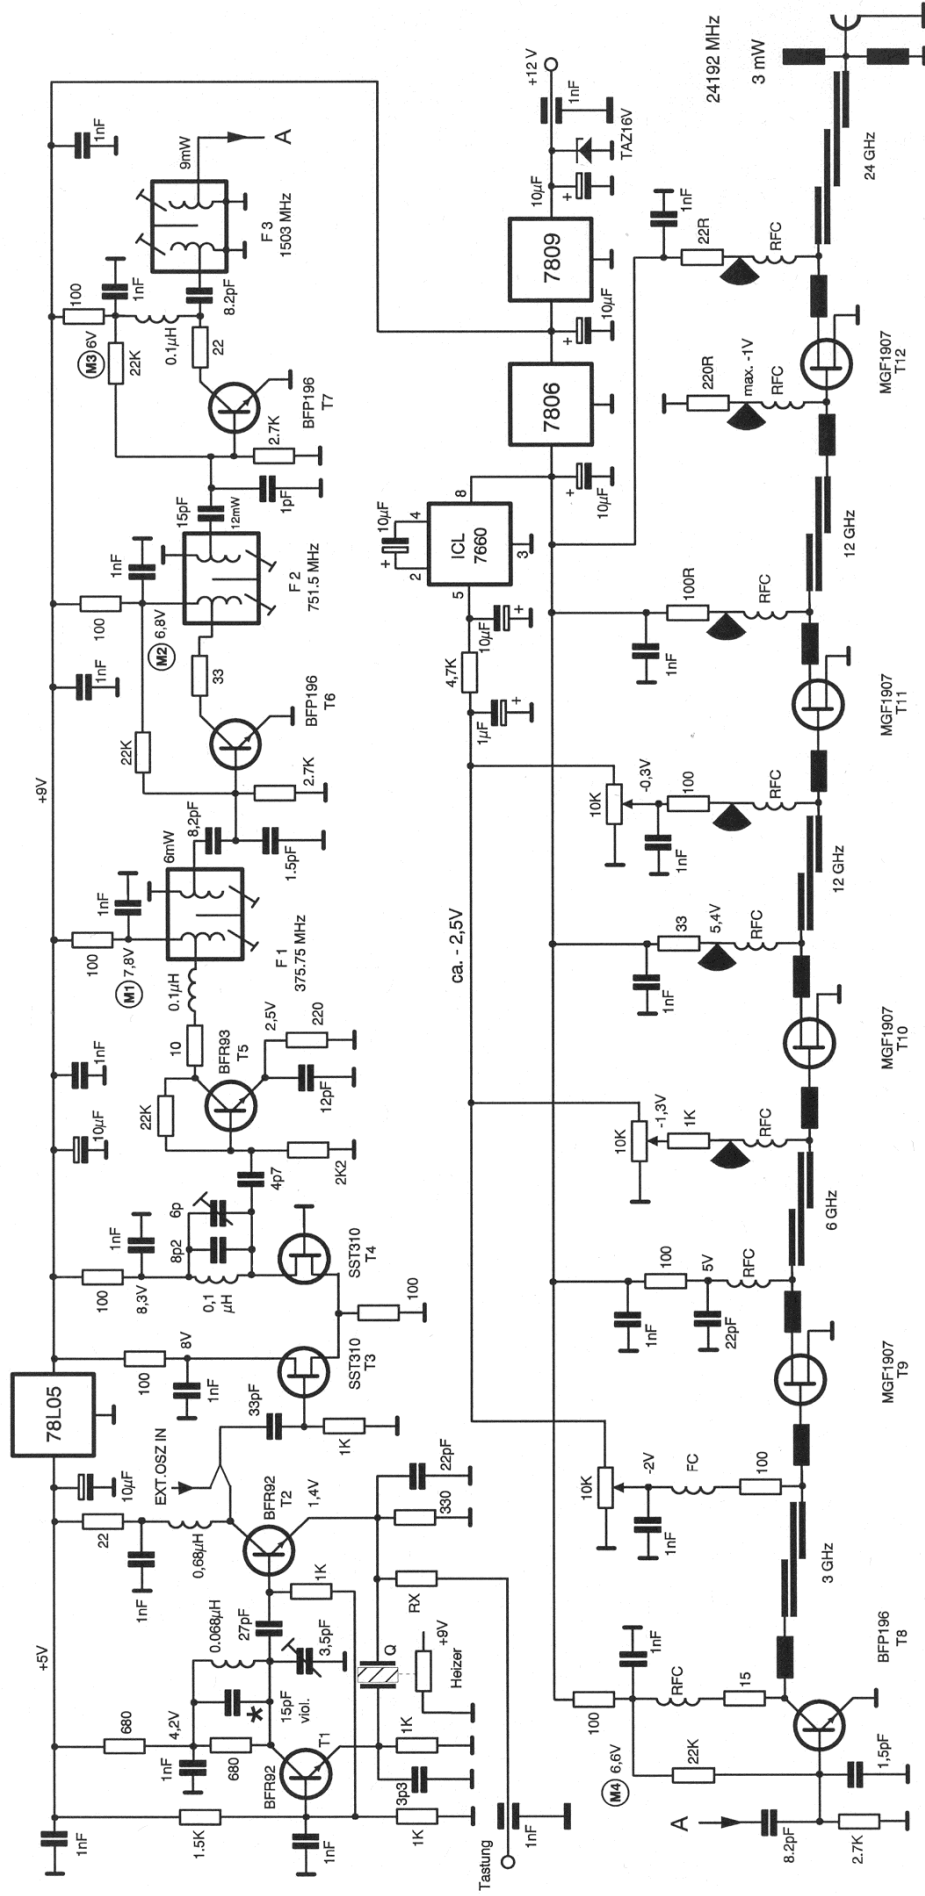 +5V
+9V
78L05
1nF
1.5K
1nF
680
4,2V
1nF
680
BFR92
T1
15pF
viol.
0.068µH
27pF
3,5pF
1K
1K
3p3
1K
Q
+9V
Heizer
Tastung
1nF
RX
330
22pF
1,4V
BFR92
T2
22
1nF
0,68µH
10µF
EXT.OSZ IN
33pF
1K
SST310
T3
100
8V
1nF
100
8,3V
1nF
0,1
µH
8p2
6p
SST310
T4
100
4p7
2K2
10µF
1nF
22K
BFR93
T5
2,5V
220
12pF
10
0.1µH
100
M1
7,8V
1nF
F 1
375.75 MHz
6mW
8,2pF
1.5pF
2.7K
22K
1nF
BFP196
T6
33
100
M2
6,8V
1nF
F 2
751.5 MHz
12mW
15pF
1pF
2.7K
BFP196
T7
22K
M3
6V
100
1nF
0.1µH
22
8.2pF
F 3
1503 MHz
9mW
1nF
A
+12 V
1nF
TAZ16V
10µF
+
7809
10µF
+
7806
10µF
+
ICL
7660
8
4
2
5
3
10µF
+
10µF
+
4,7K
1µF
+
ca. - 2,5V
A
8.2pF
2.7K
1,5pF
M4
6,6V
22K
100
1nF
RFC
15
BFP196
T8
3 GHz
10K
-2V
1nF
FC
100
MGF1907
T9
1nF
100
5V
22pF
RFC
6 GHz
10K
-1,3V
1K
RFC
MGF1907
T10
1nF
33
5,4V
RFC
12 GHz
10K
-0,3V
1nF
100
RFC
MGF1907
T11
1nF
100R
RFC
12 GHz
220R
max. -1V
RFC
MGF1907
T12
1nF
22R
RFC
24 GHz
24192 MHz
3 mW